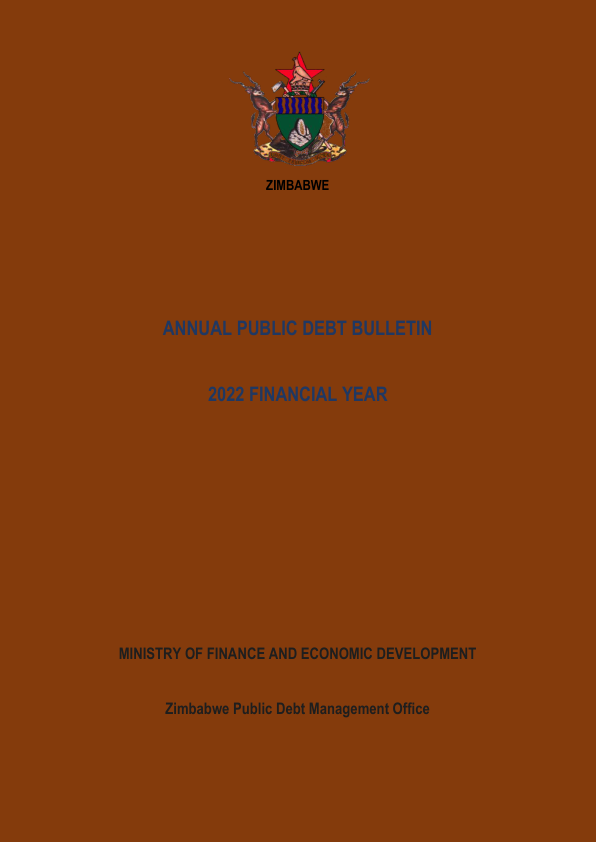 ZIMBABWE
ANNUAL PUBLIC DEBT BULLETIN
2022 FINANCIAL YEAR
MINISTRY OF FINANCE AND ECONOMIC DEVELOPMENT
Zimbabwe Public Debt Management Office